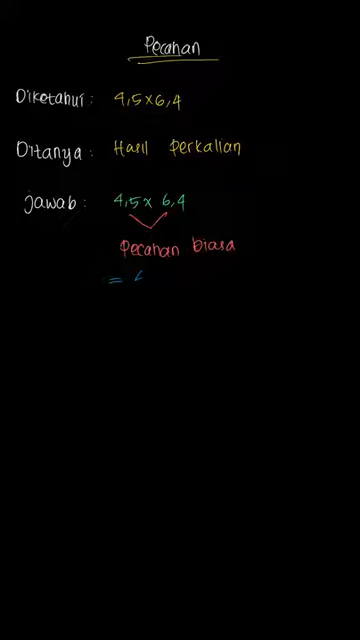 Pecahan
Diketahui: 4,5 x 6,4
Ditanya: Hasil Perkalian
Jawab: 4,5 x 6,4
Pecahan biasa
=